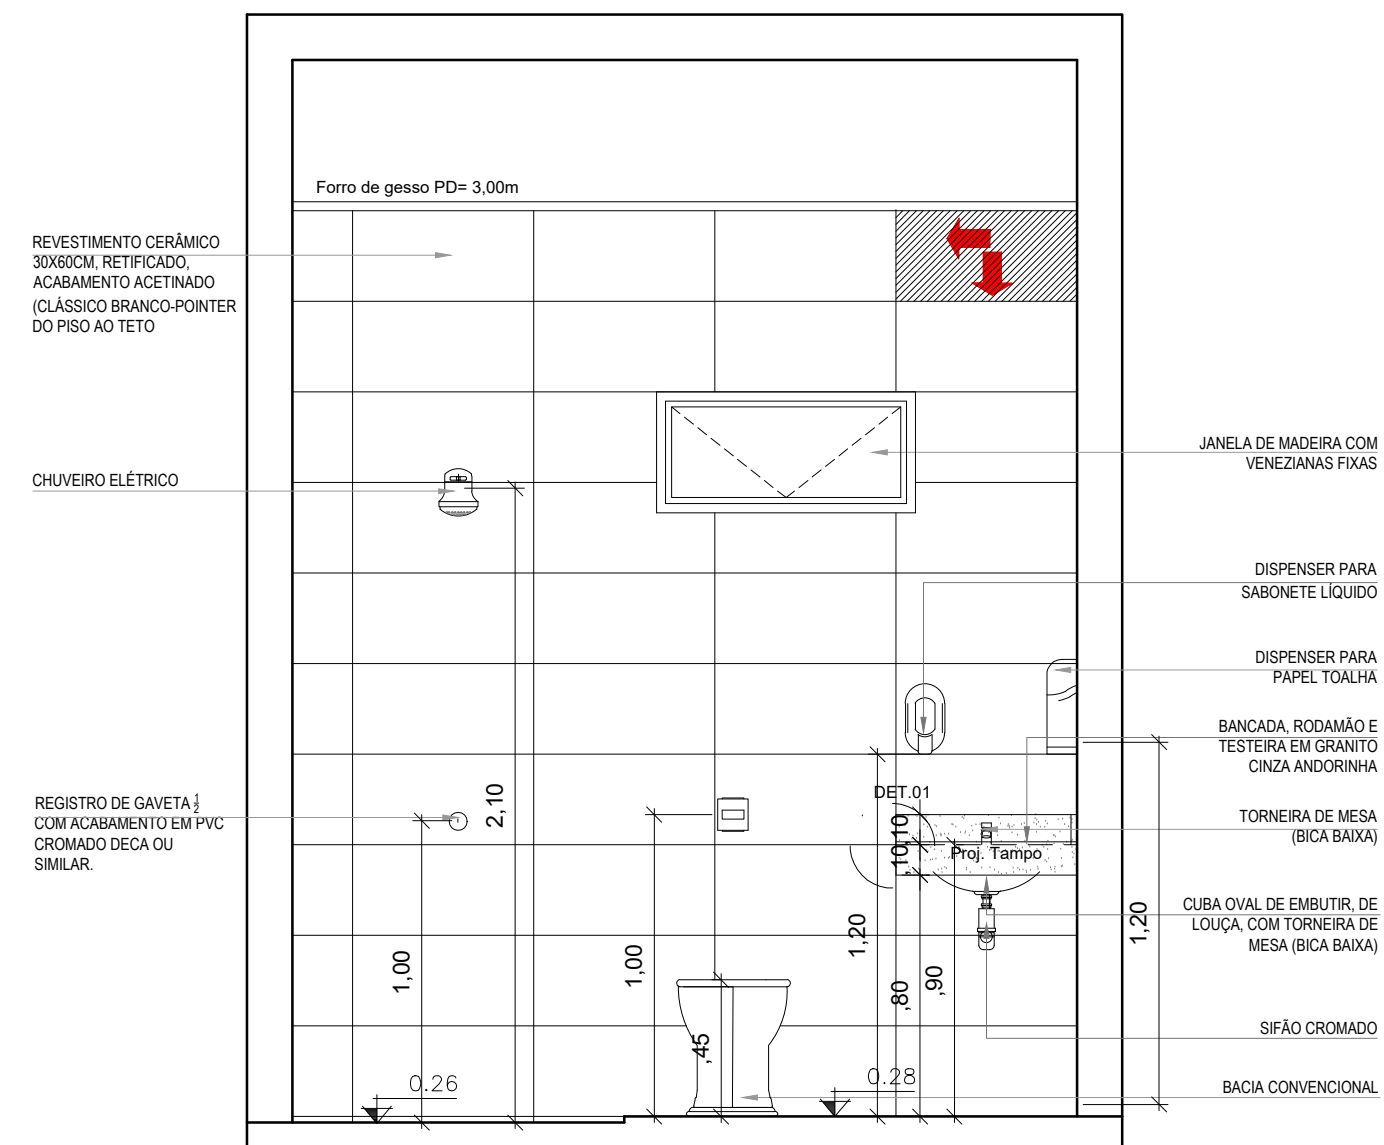 Forro de gesso PD= 3,00m
REVESTIMENTO CERÂMICO
30X60CM, RETIFICADO,
ACABAMENTO ACETINADO
(CLÁSSICO BRANCO-POINTER
DO PISO AO TETO
JANELA DE MADEIRA COM
VENEZIANAS FIXAS
CHUVEIRO ELÉTRICO
DISPENSER PARA
SABONETE LÍQUIDO
DISPENSER PARA
PAPEL TOALHA
BANCADA, RODAMÃO E
TESTEIRA EM GRANITO
CINZA ANDORINHA
REGISTRO DE GAVETA ½
COM ACABAMENTO EM PVC
CROMADO DECA OU
SIMILAR.
2,10
DET.01
,10
,10
Proj. Tampo
TORNEIRA DE MESA
(BICA BAIXA)
CUBA OVAL DE EMBUTIR, DE
LOUÇA, COM TORNEIRA DE
MESA (BICA BAIXA)
1,00
1,00
1,20
,80
,90
1,20
,45
SIFÃO CROMADO
0.26
0.28
BACIA CONVENCIONAL